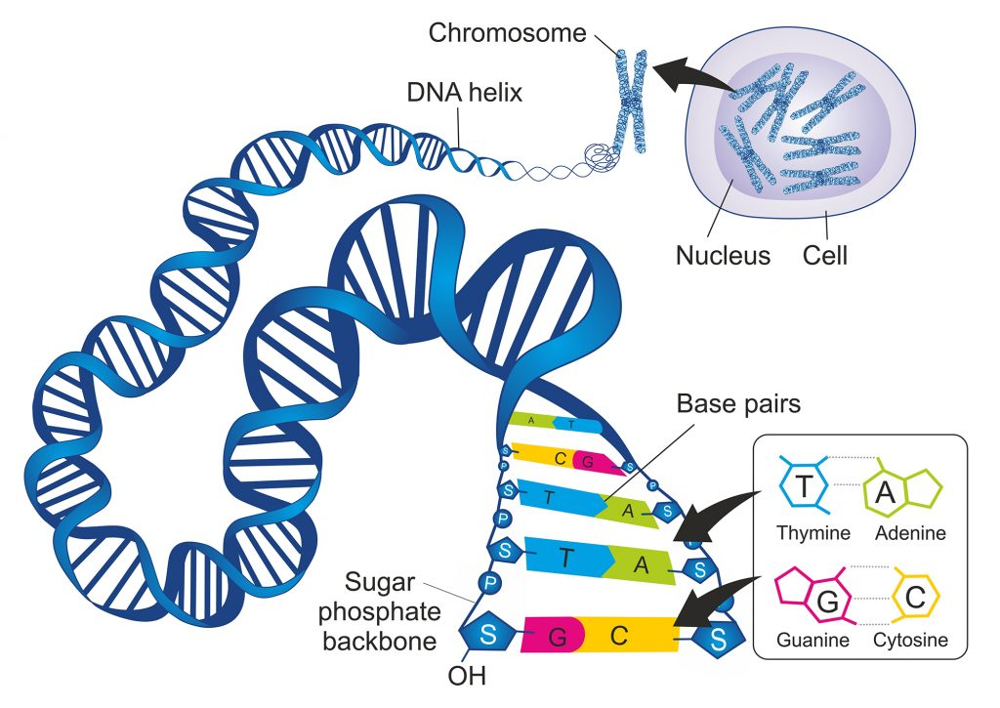 Chromosome
DNA helix
Nucleus
Cell
Base pairs
A T
S C G S
P P
S T A S
P P
S T A S
P
S G C S
Sugar
phosphate
backbone
OH
T A
Thymine Adenine
G C
Guanine Cytosine